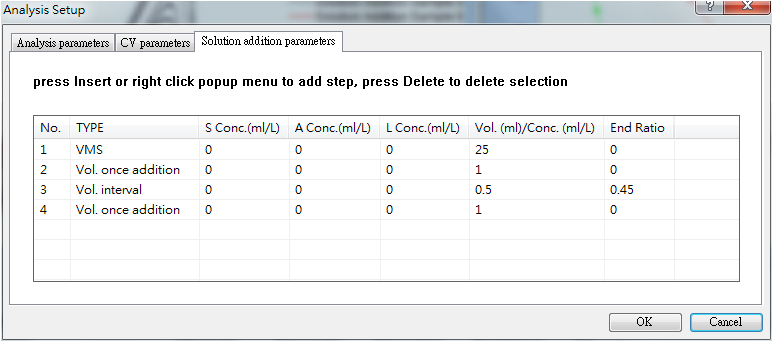 Analysis Setup
Analysis parameters CV parameters Solution addition parameters
press Insert or right click popup menu to add step, press Delete to delete selection
No. TYPE S Conc.(ml/L) A Conc.(ml/L) L Conc.(ml/L) Vol. (ml)/Conc. (ml/L) End Ratio
1 VMS 0 0 0 25 0
2 Vol. once addition 0 0 0 1 0
3 Vol. interval 0 0 0 0.5 0.45
4 Vol. once addition 0 0 0 1 0
OK Cancel